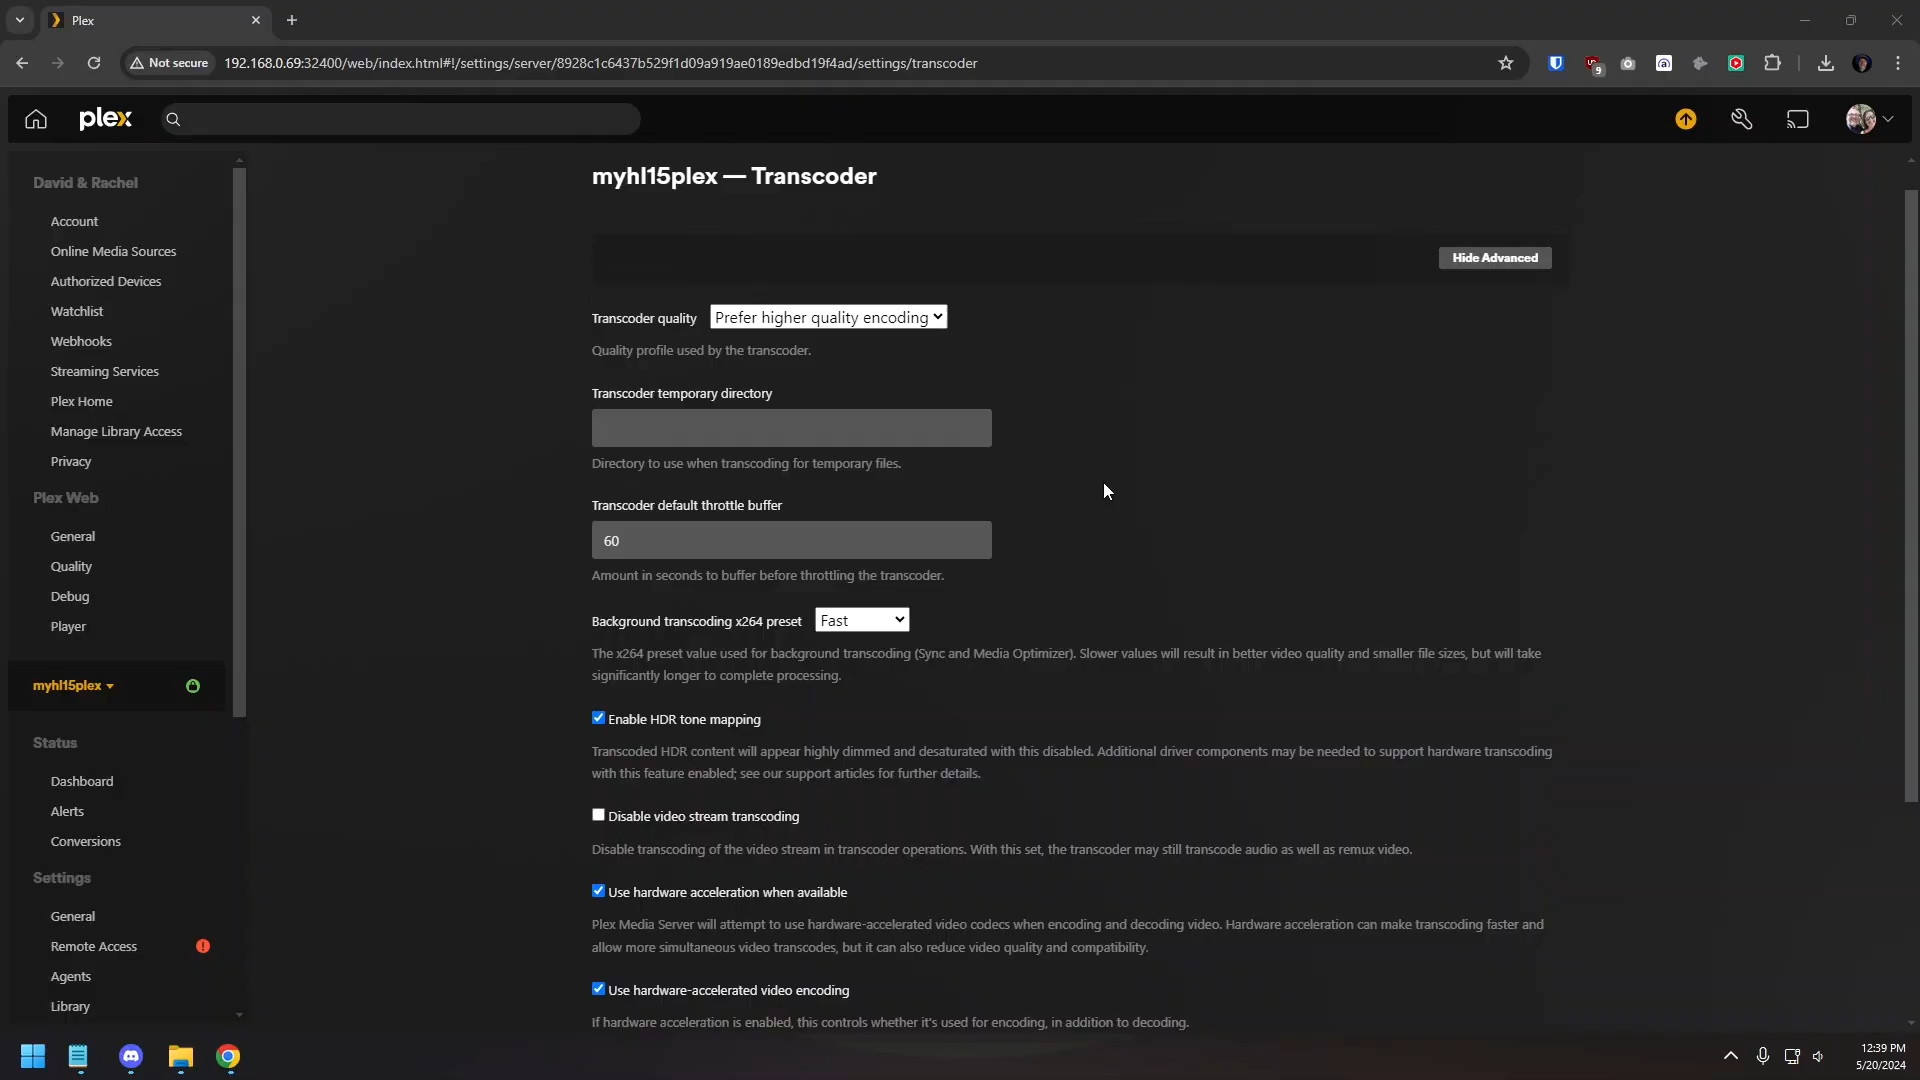 Plex
Not secure
192.168.0.69:32400/web/index.html#!/settings/server/8928c1c6437b529f1d09a919ae0189edbd19f4ad/settings/transcoder
9
plex
David & Rachel
Account
Online Media Sources
Authorized Devices
Watchlist
Webhooks
Streaming Services
Plex Home
Manage Library Access
Privacy
Plex Web
General
Quality
Debug
Player
myhl15plex
Status
Dashboard
Alerts
Conversions
Settings
General
Remote Access
Agents
Library
myhl15plex — Transcoder
Hide Advanced
Transcoder quality Prefer higher quality encoding
Quality profile used by the transcoder.
Transcoder temporary directory
Directory to use when transcoding for temporary files.
Transcoder default throttle buffer
60
Amount in seconds to buffer before throttling the transcoder.
Background transcoding x264 preset Fast
The x264 preset value used for background transcoding (Sync and Media Optimizer). Slower values will result in better video quality and smaller file sizes, but will take
significantly longer to complete processing.
Enable HDR tone mapping
Transcoded HDR content will appear highly dimmed and desaturated with this disabled. Additional driver components may be needed to support hardware transcoding
with this feature enabled; see our support articles for further details.
Disable video stream transcoding
Disable transcoding of the video stream in transcoder operations. With this set, the transcoder may still transcode audio as well as remux video.
Use hardware acceleration when available
Plex Media Server will attempt to use hardware-accelerated video codecs when encoding and decoding video. Hardware acceleration can make transcoding faster and
allow more simultaneous video transcodes, but it can also reduce video quality and compatibility.
Use hardware-accelerated video encoding
If hardware acceleration is enabled, this controls whether it's used for encoding, in addition to decoding.
12:39 PM
5/20/2024